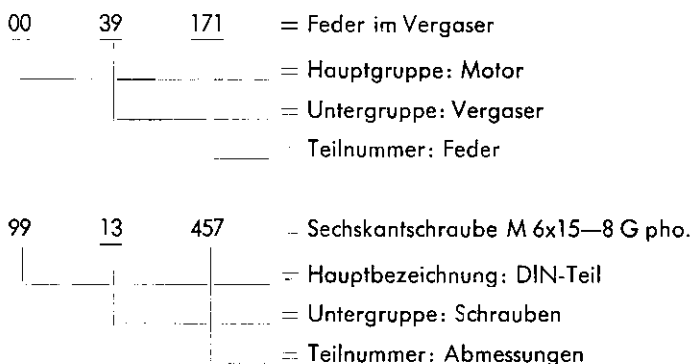 00 39 171 = Feder im Vergaser
= Hauptgruppe: Motor
= Untergruppe: Vergaser
Teilnummer: Feder
99 13 457 – Sechskantschraube M 6x15—8 G pho.
= Hauptbezeichnung: DIN-Teil
= Untergruppe: Schrauben
= Teilnummer: Abmessungen